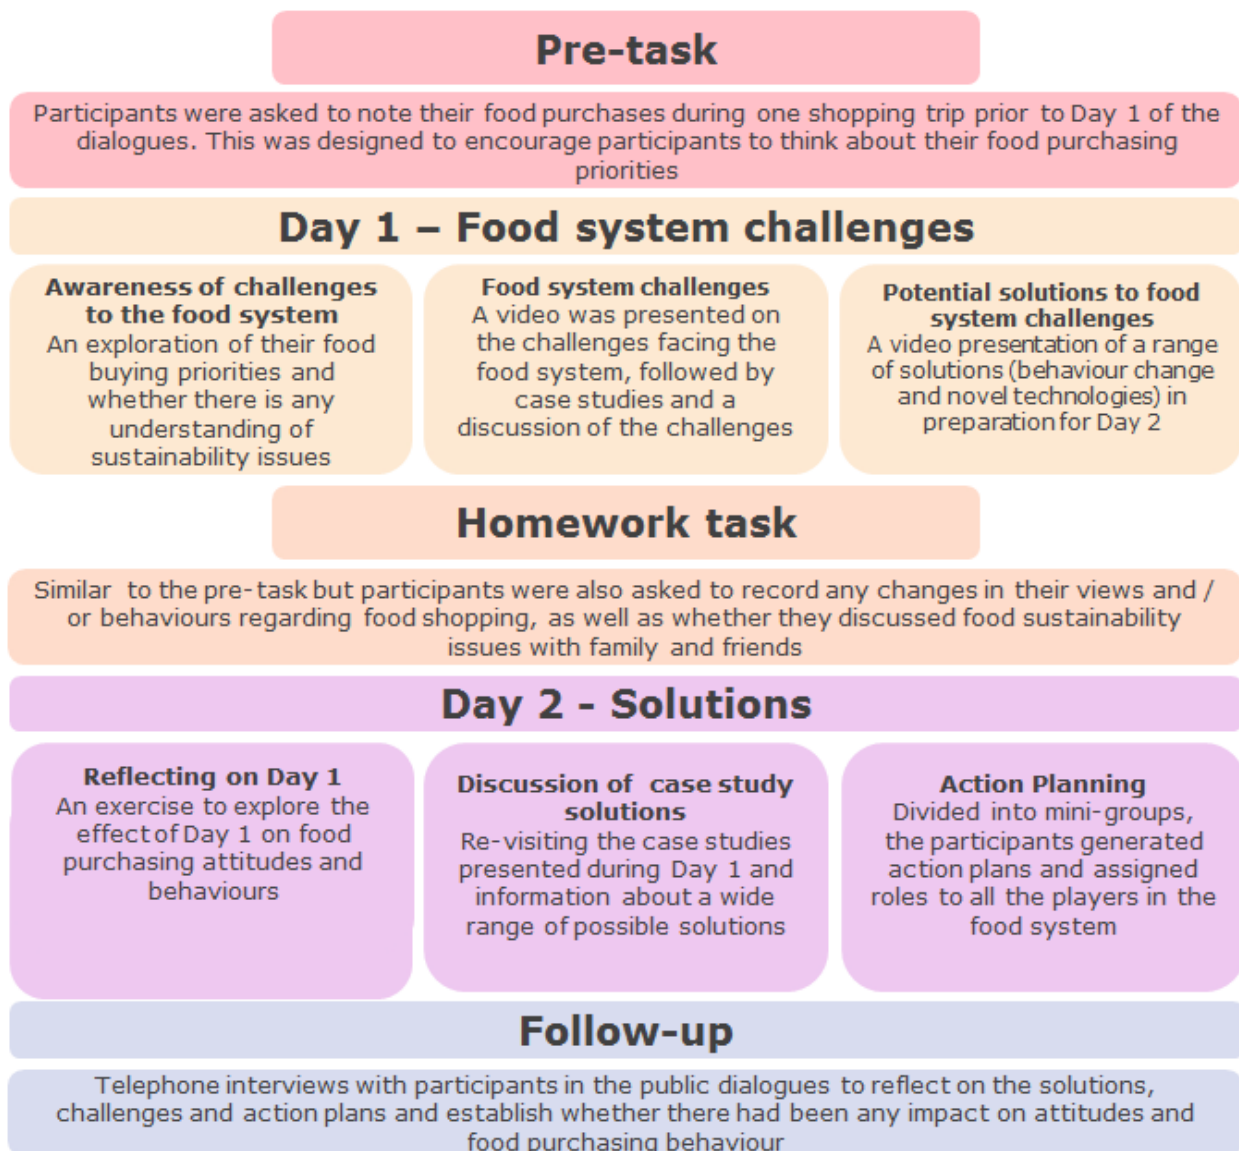 Pre-task
Participants were asked to note their food purchases during one shopping trip prior to Day 1 of the
dialogues. This was designed to encourage participants to think about their food purchasing
priorities
Day 1 – Food system challenges
Awareness of challenges
to the food system
An exploration of their food
buying priorities and
whether there is any
understanding of
sustainability issues
Food system challenges
A video was presented on
the challenges facing the
food system, followed by
case studies and a
discussion of the challenges
Potential solutions to food
system challenges
A video presentation of a range
of solutions (behaviour change
and novel technologies) in
preparation for Day 2
Homework task
Similar to the pre-task but participants were also asked to record any changes in their views and /
or behaviours regarding food shopping, as well as whether they discussed food sustainability
issues with family and friends
Day 2 - Solutions
Reflecting on Day 1
An exercise to explore the
effect of Day 1 on food
purchasing attitudes and
behaviours
Discussion of case study
solutions
Re-visiting the case studies
presented during Day 1 and
information about a wide
range of possible solutions
Action Planning
Divided into mini-groups,
the participants generated
action plans and assigned
roles to all the players in the
food system
Follow-up
Telephone interviews with participants in the public dialogues to reflect on the solutions,
challenges and action plans and establish whether there had been any impact on attitudes and
food purchasing behaviour